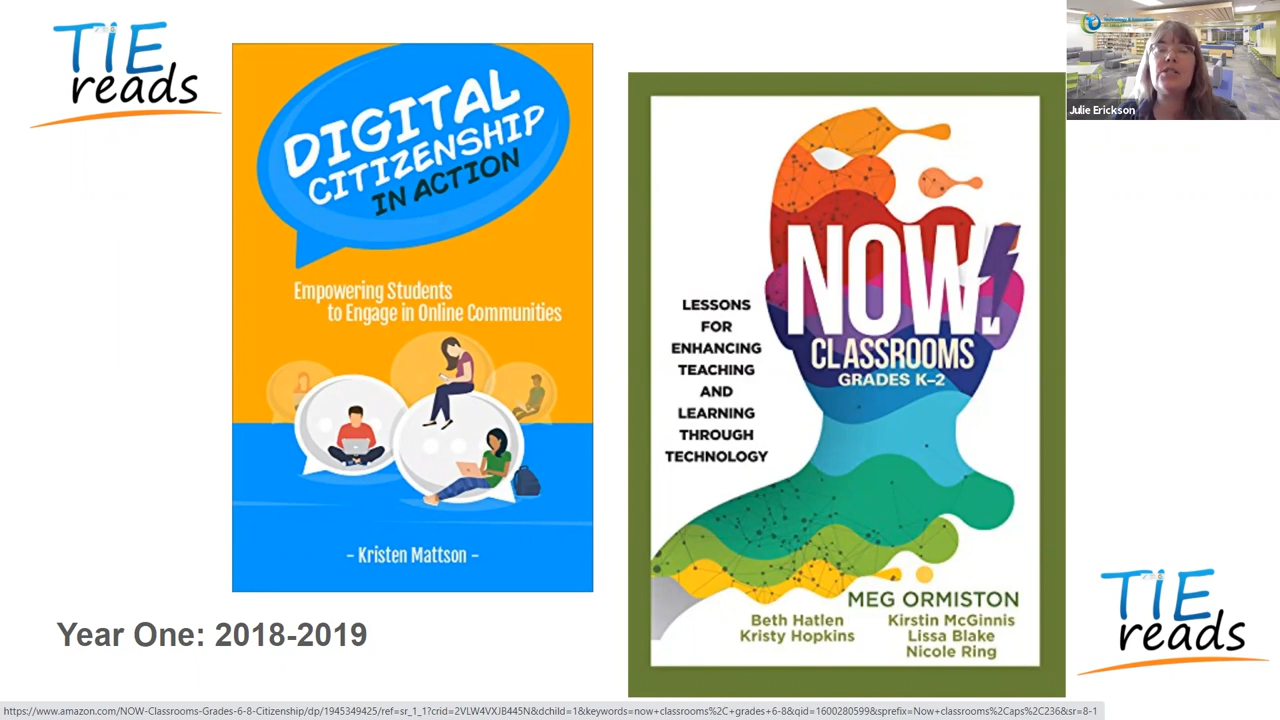 TiE
reads
DIGITAL
CITIZENSHIP
IN ACTION
Empowering Students
to Engage in Online Communities
– Kristen Mattson –
Year One: 2018-2019
LESSONS
FOR
ENHANCING
TEACHING
AND
LEARNING
THROUGH
TECHNOLOGY
NOW!
CLASSROOMS
GRADES K–2
MEG ORMISTON
Beth Hatlen
Kristy Hopkins
Kirstin McGinnis
Lissa Blake
Nicole Ring
Julie Erickson
TiE
reads
https://www.amazon.com/NOW-Classrooms-Grades-6-8-Citizenship/dp/1945349425/ref=sr_1_1?crid=2VLW4VXJB445N&dchild=1&keywords=now+classrooms%2C+grades+6-8&qid=1600280599&sprefix=Now+classrooms%2Caps%2C236&sr=8-1